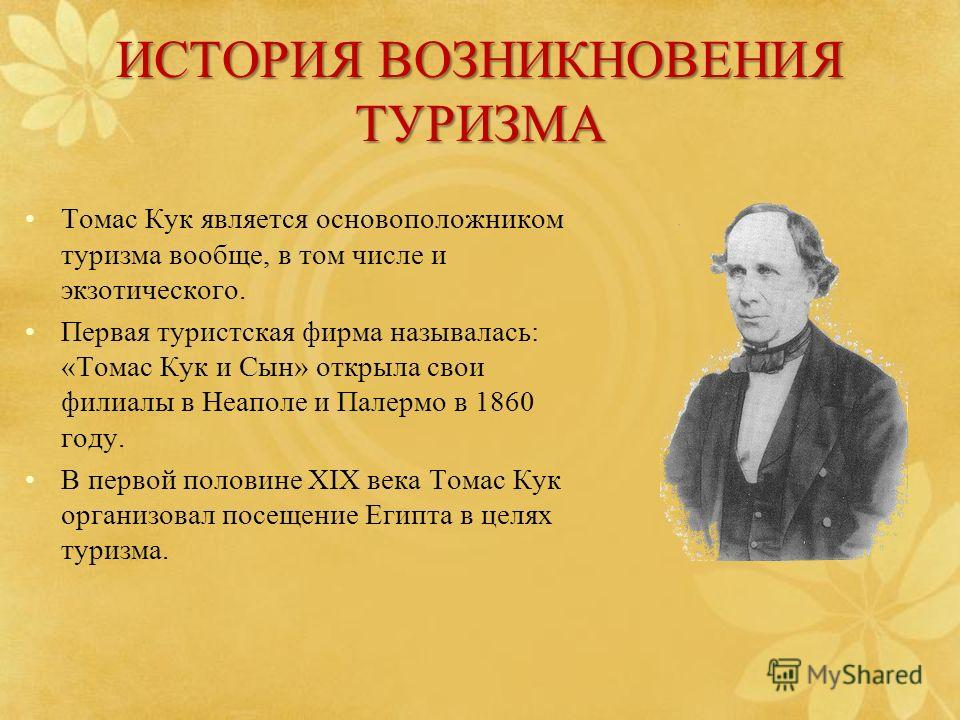 ИСТОРИЯ ВОЗНИКНОВЕНИЯ
ТУРИЗМА
• Томас Кук является основоположником
туризма вообще, в том числе и
экзотического.
• Первая туристская фирма называлась:
«Томас Кук и Сын» открыла свои
филиалы в Неаполе и Палермо в 1860
году.
• В первой половине XIX века Томас Кук
организовал посещение Египта в целях
туризма.
MyShared